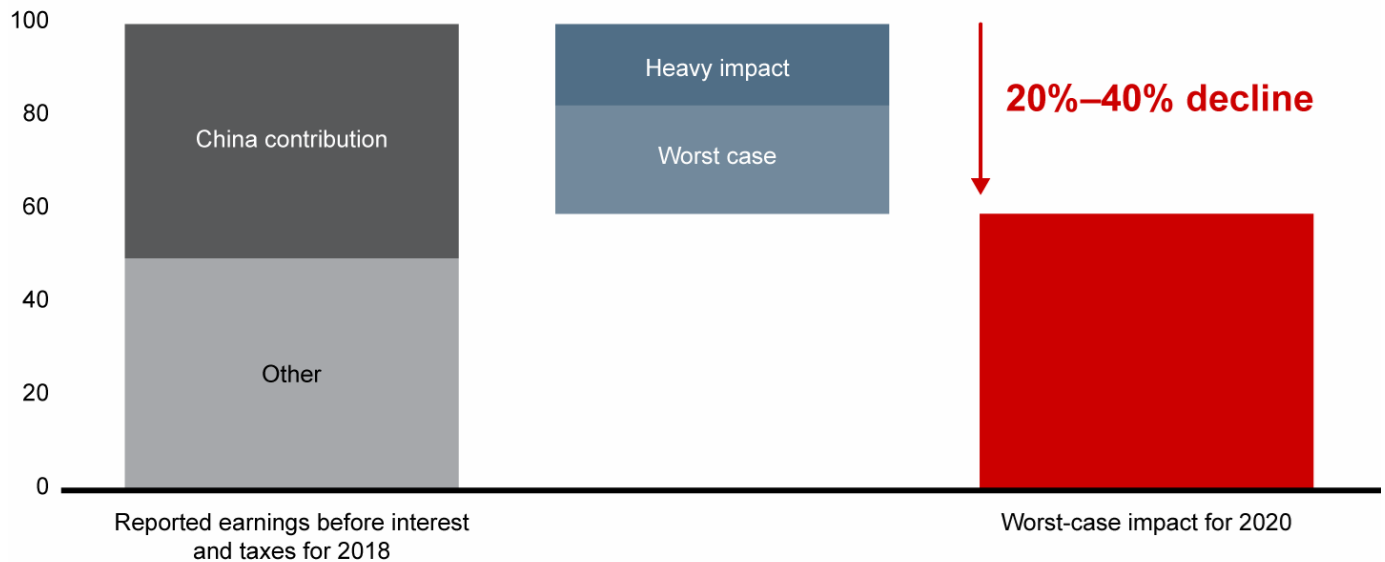 100
80
60
40
20
0
China contribution
Other
Heavy impact
Worst case
20%–40% decline
Reported earnings before interest
and taxes for 2018
Worst-case impact for 2020